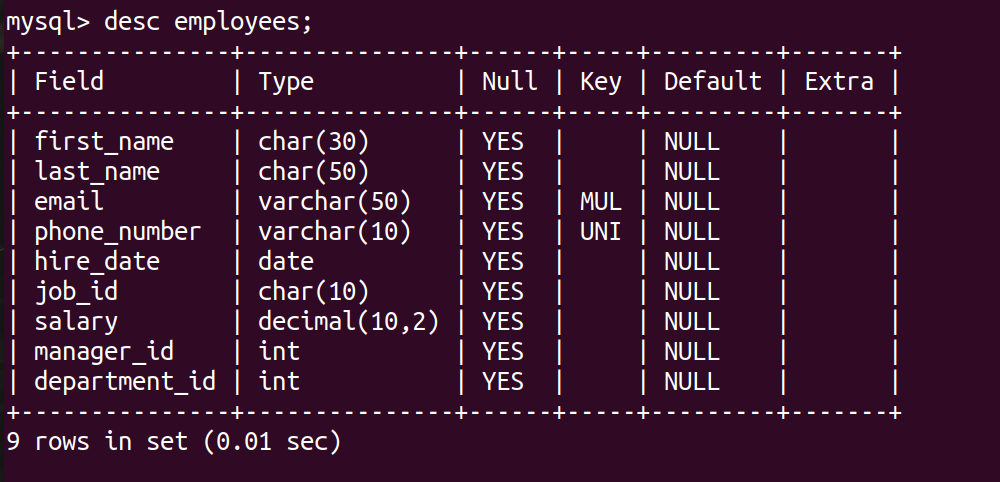 mysql> desc employees;
+---------------+---------------+------+-----+---------+-------+
| Field         | Type          | Null | Key | Default | Extra |
+---------------+---------------+------+-----+---------+-------+
| first_name    | char(30)      | YES  |     | NULL    |       |
| last_name     | char(50)      | YES  |     | NULL    |       |
| email         | varchar(50)   | YES  | MUL | NULL    |       |
| phone_number  | varchar(10)   | YES  | UNI | NULL    |       |
| hire_date     | date          | YES  |     | NULL    |       |
| job_id        | char(10)      | YES  |     | NULL    |       |
| salary        | decimal(10,2) | YES  |     | NULL    |       |
| manager_id    | int           | YES  |     | NULL    |       |
| department_id | int           | YES  |     | NULL    |       |
+---------------+---------------+------+-----+---------+-------+
9 rows in set (0.01 sec)